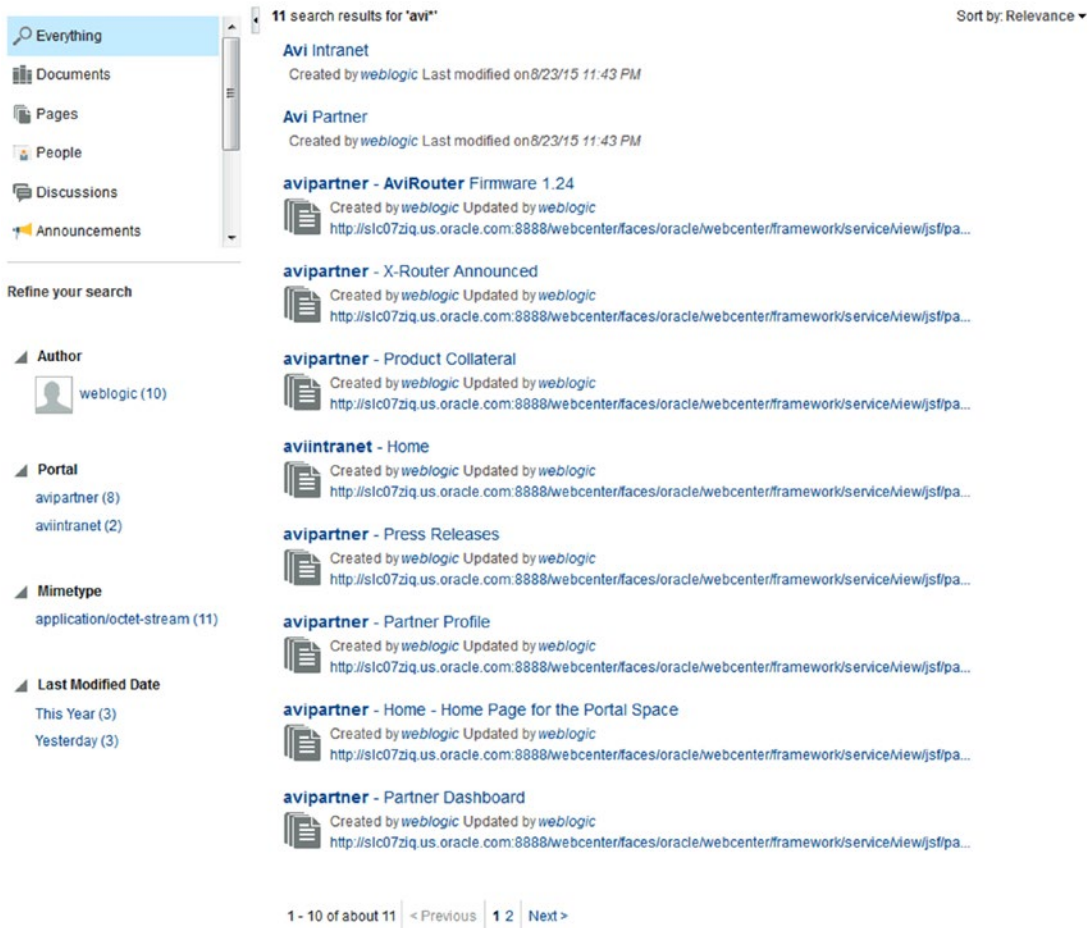 Everything
Documents
Pages
People
Discussions
Announcements
Refine your search
Author
weblogic (10)
Portal
avipartner (8)
aviintranet (2)
Mimetype
application/octet-stream (11)
Last Modified Date
This Year (3)
Yesterday (3)
11 search results for 'avi*'
Sort by: Relevance
Avi Intranet
Created by weblogic Last modified on 8/23/15 11:43 PM
Avi Partner
Created by weblogic Last modified on 8/23/15 11:43 PM
avipartner - AviRouter Firmware 1.24
Created by weblogic Updated by weblogic
http://slc07ziq.us.oracle.com:8888/webcenter/faces/oracle/webcenter/framework/service/view/jsf/pa...
avipartner - X-Router Announced
Created by weblogic Updated by weblogic
http://slc07ziq.us.oracle.com:8888/webcenter/faces/oracle/webcenter/framework/service/view/jsf/pa...
avipartner - Product Collateral
Created by weblogic Updated by weblogic
http://slc07ziq.us.oracle.com:8888/webcenter/faces/oracle/webcenter/framework/service/view/jsf/pa...
aviintranet - Home
Created by weblogic Updated by weblogic
http://slc07ziq.us.oracle.com:8888/webcenter/faces/oracle/webcenter/framework/service/view/jsf/pa...
avipartner - Press Releases
Created by weblogic Updated by weblogic
http://slc07ziq.us.oracle.com:8888/webcenter/faces/oracle/webcenter/framework/service/view/jsf/pa...
avipartner - Partner Profile
Created by weblogic Updated by weblogic
http://slc07ziq.us.oracle.com:8888/webcenter/faces/oracle/webcenter/framework/service/view/jsf/pa...
avipartner - Home - Home Page for the Portal Space
Created by weblogic Updated by weblogic
http://slc07ziq.us.oracle.com:8888/webcenter/faces/oracle/webcenter/framework/service/view/jsf/pa...
avipartner - Partner Dashboard
Created by weblogic Updated by weblogic
http://slc07ziq.us.oracle.com:8888/webcenter/faces/oracle/webcenter/framework/service/view/jsf/pa...
1 - 10 of about 11 < Previous 1 2 Next >